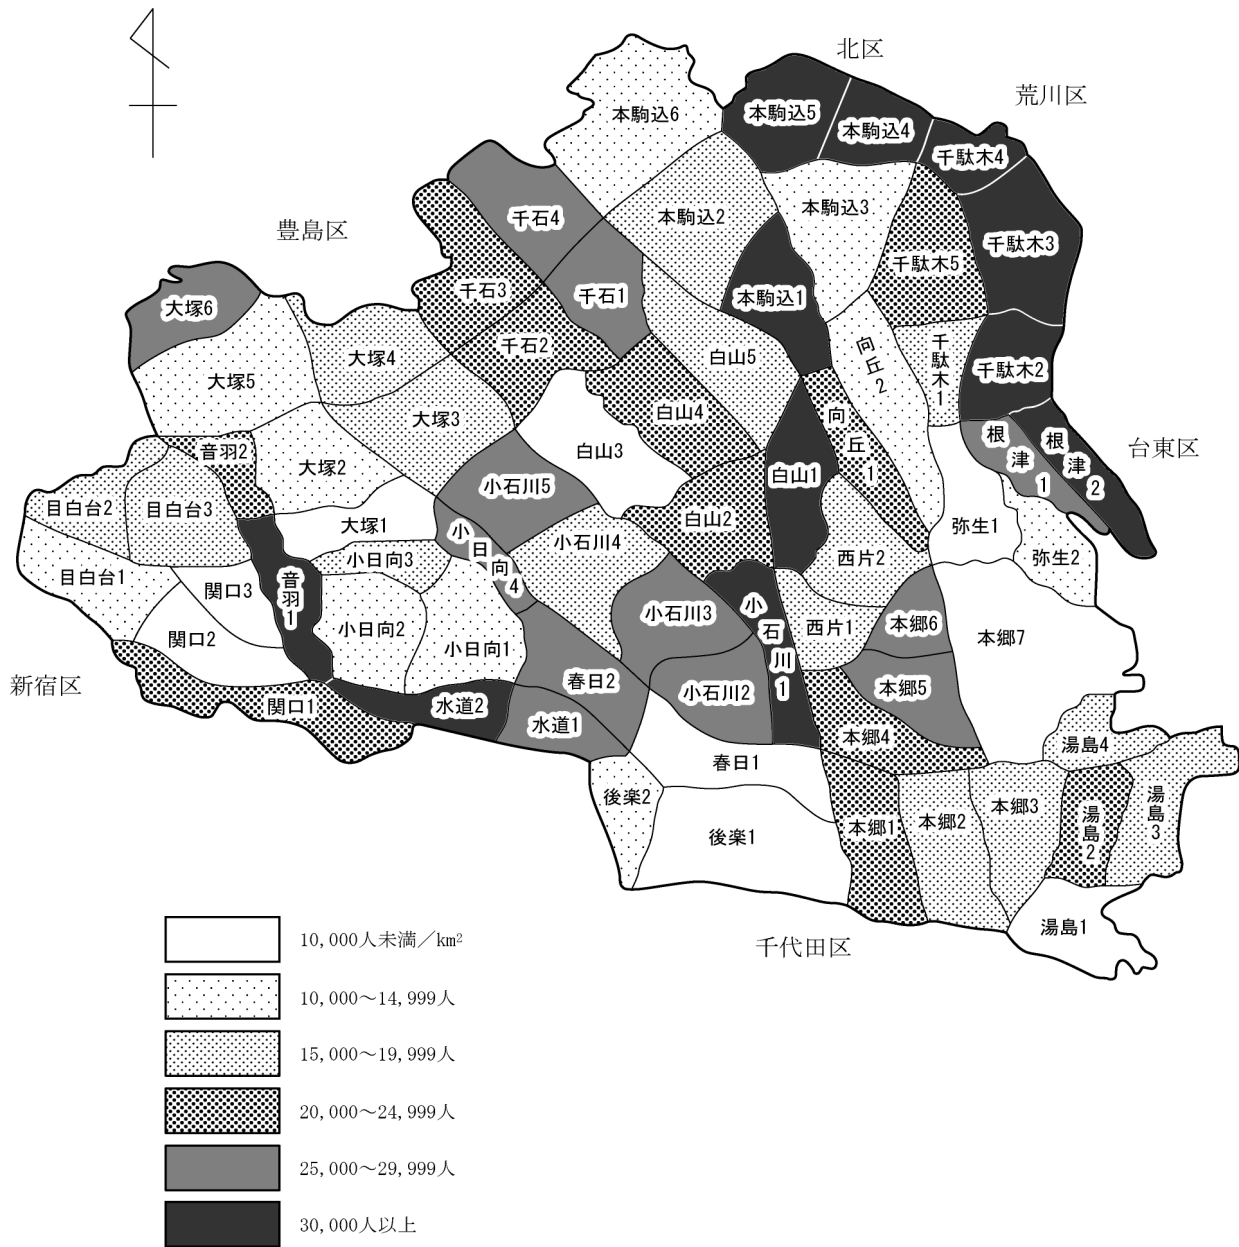 北区
荒川区
本駒込6
本駒込5
本駒込4
千駄木4
本駒込2
本駒込3
千石4
豊島区
千駄木3
千駄木5
千石3
千石1
本駒込1
大塚6
千石2
大塚4
白山5
向丘2
千駄木1
千駄木2
大塚5
大塚3
白山4
向丘1
根津1
根津2
台東区
音羽2
白山3
大塚2
白山1
小石川5
目白台2
目白台3
大塚1
白山2
弥生1
小日向4
小石川4
小日向3
西片2
弥生2
目白台1
関口3
音羽1
小石川3
小石川1
小日向2
西片1
本郷6
本郷7
関口2
小日向1
新宿区
春日2
小石川2
本郷5
関口1
水道2
水道1
本郷4
湯島4
春日1
後楽2
本郷3
湯島3
後楽1
本郷1
本郷2
湯島2
湯島1
千代田区
10,000人未満／km²
10,000～14,999人
15,000～19,999人
20,000～24,999人
25,000～29,999人
30,000人以上